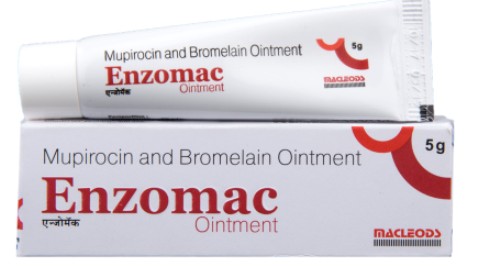 Mupirocin and Bromelain Ointment
5g
Enzomac
एन्जोमॅक
Ointment
MACLEODS
Mupirocin and Bromelain Ointment
5g
Enzomac
एन्जोमॅक
Ointment
MACLEODS